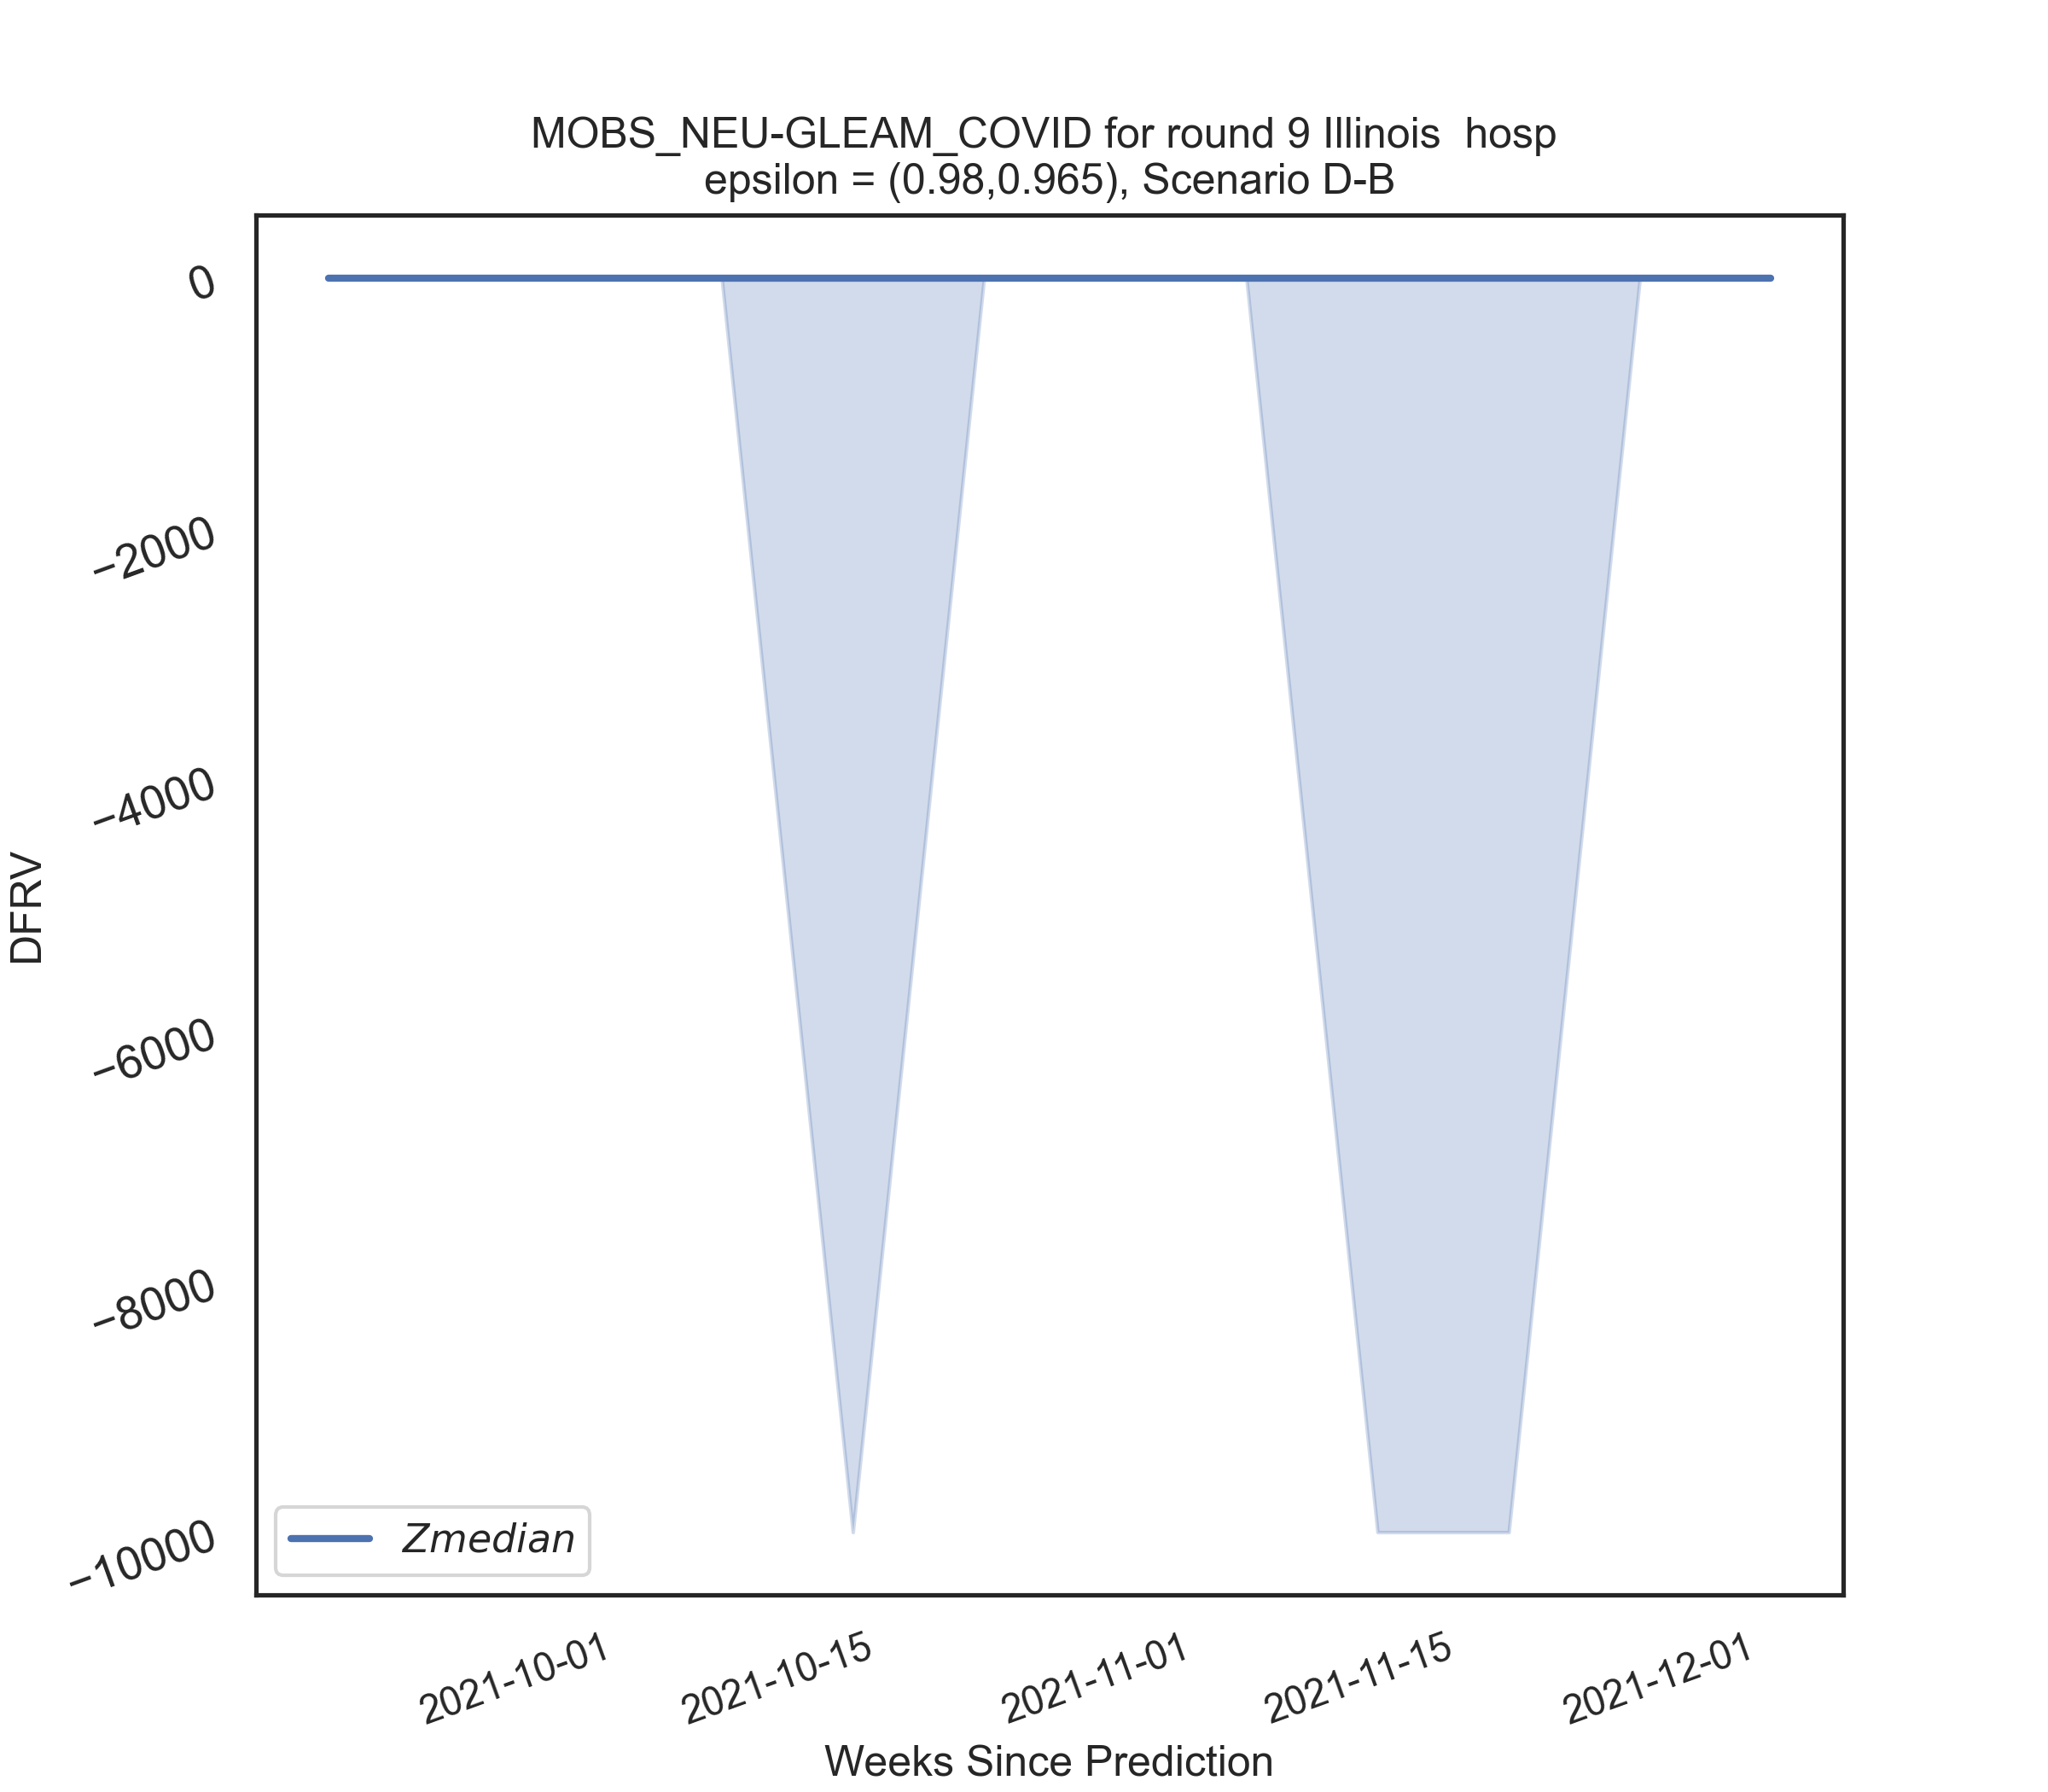 MOBS_NEU-GLEAM_COVID for round 9 Illinois  hosp
epsilon = (0.98,0.965), Scenario D-B
0
−2000
−4000
−6000
−8000
−10000
DFRV
Zmedian
2021-10-01
2021-10-15
2021-11-01
2021-11-15
2021-12-01
Weeks Since Prediction